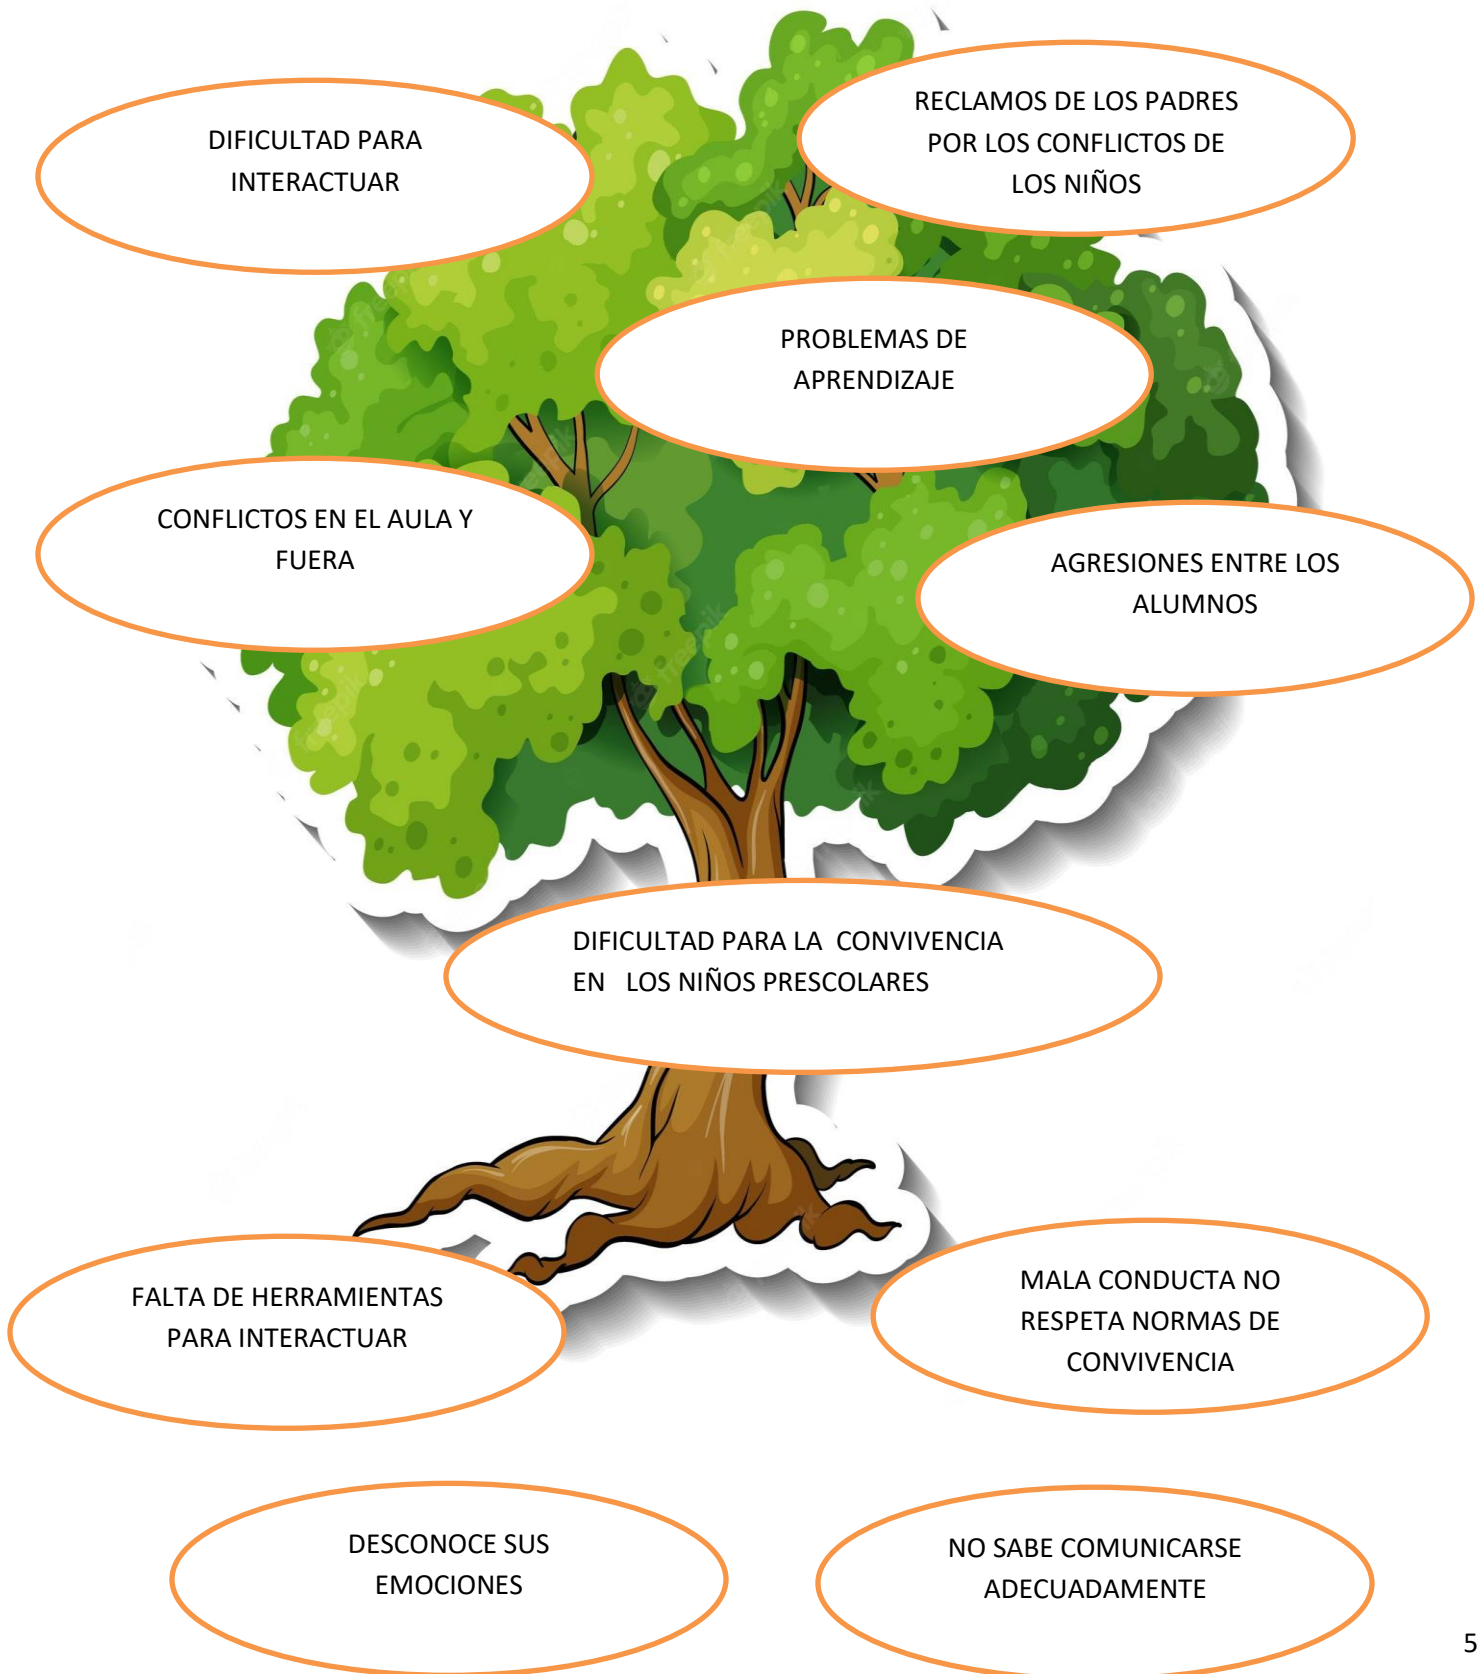 DIFICULTAD PARA
INTERACTUAR
RECLAMOS DE LOS PADRES
POR LOS CONFLICTOS DE
LOS NIÑOS
PROBLEMAS DE
APRENDIZAJE
CONFLICTOS EN EL AULA Y
FUERA
AGRESIONES ENTRE LOS
ALUMNOS
DIFICULTAD PARA LA CONVIVENCIA
EN LOS NIÑOS PRESCOLARES
FALTA DE HERRAMIENTAS
PARA INTERACTUAR
MALA CONDUCTA NO
RESPETA NORMAS DE
CONVIVENCIA
DESCONOCE SUS
EMOCIONES
NO SABE COMUNICARSE
ADECUADAMENTE
5